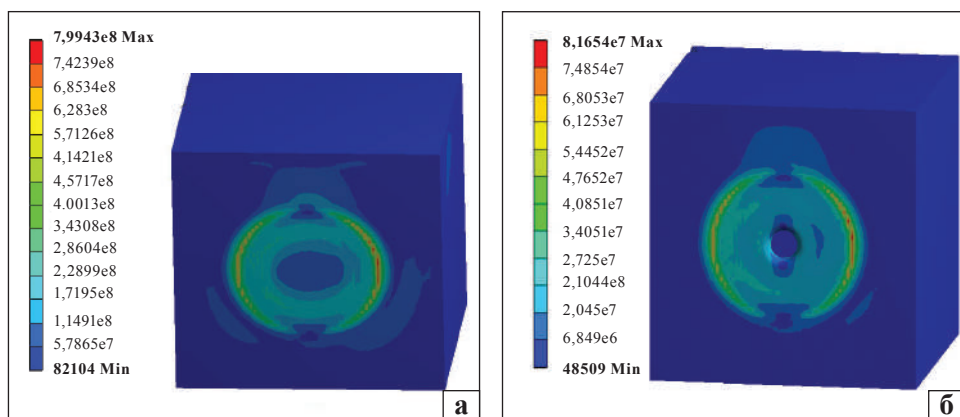 7,9943e8 Max
7,4239e8
6,8534e8
6,283e8
5,7126e8
5,1421e8
4,5717e8
4,0013e8
3,4308e8
2,8604e8
2,2899e8
1,7195e8
1,1491e8
5,7865e7
82104 Min
а
8,1654e7 Max
7,4854e7
6,8053e7
6,1253e7
5,4452e7
4,7652e7
4,0851e7
3,4051e7
2,725e7
2,1044e8
2,045e7
6,849e6
48509 Min
б